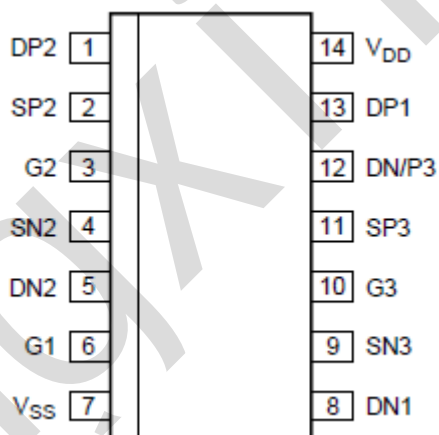 DP2 1 14 VDD
SP2 2 13 DP1
G2 3 12 DN/P3
SN2 4 11 SP3
DN2 5 10 G3
G1 6 9 SN3
VSS 7 8 DN1